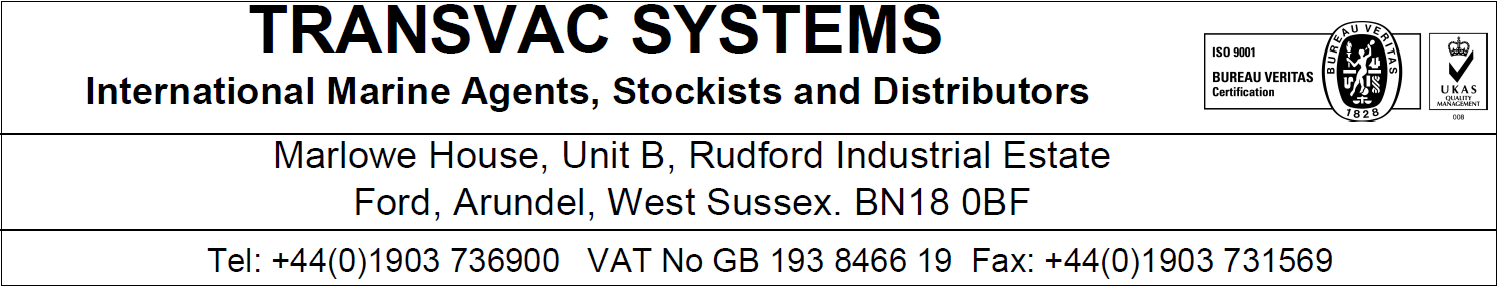 TRANSVAC SYSTEMS
International Marine Agents, Stockists and Distributors
ISO 9001
BUREAU VERITAS
Certification
BUREAU VERITAS
1828
UKAS
QUALITY
MANAGEMENT
008
Marlowe House, Unit B, Rudford Industrial Estate
Ford, Arundel, West Sussex. BN18 0BF
Tel: +44(0)1903 736900 VAT No GB 193 8466 19 Fax: +44(0)1903 731569